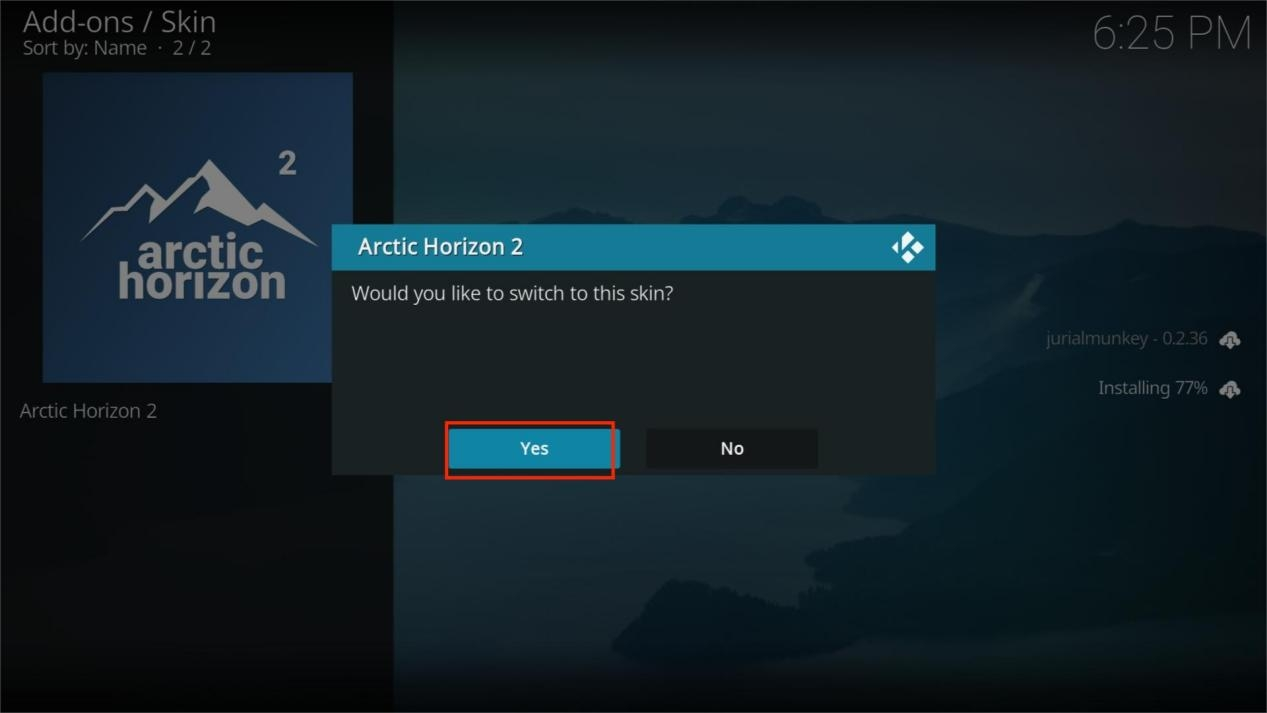 Add-ons / Skin
Sort by: Name · 2 / 2
6:25 PM
2
arctic
horizon
Arctic Horizon 2
Arctic Horizon 2
Would you like to switch to this skin?
Yes
No
jurialmunkey - 0.2.36
Installing 77%